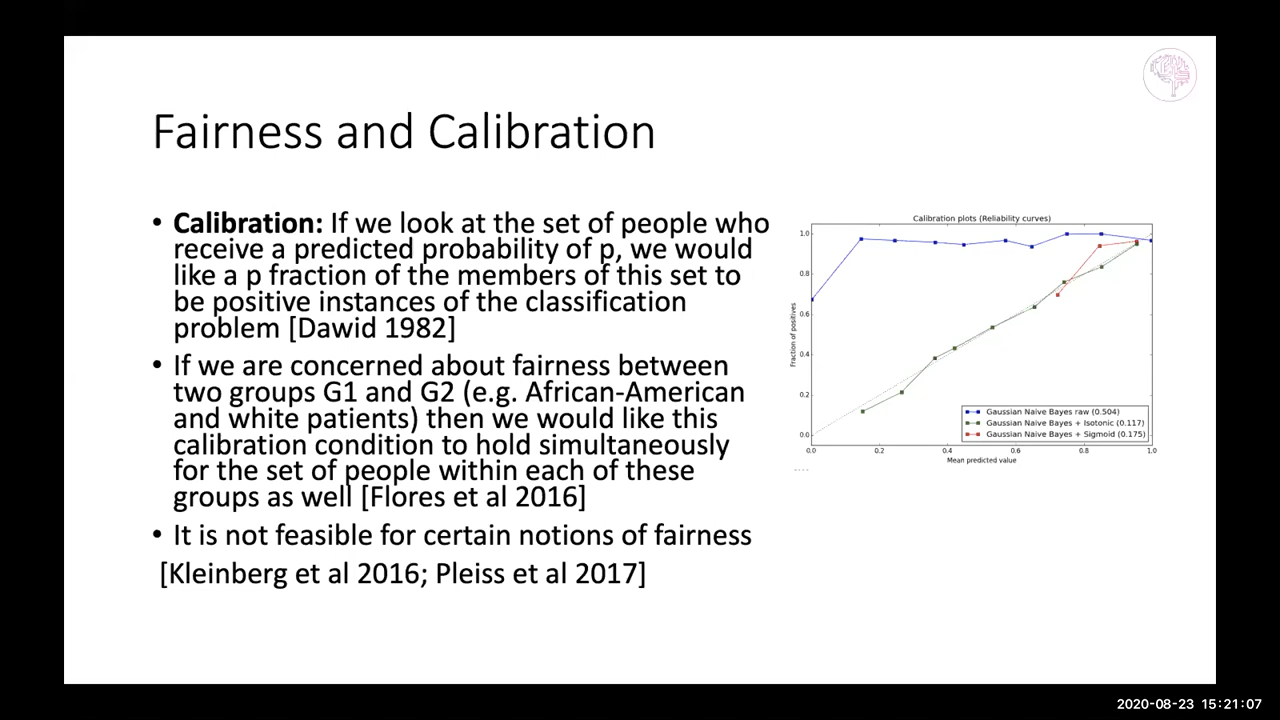 Fairness and Calibration
• Calibration: If we look at the set of people who
receive a predicted probability of p, we would
like a p fraction of the members of this set to
be positive instances of the classification
problem [Dawid 1982]
• If we are concerned about fairness between
two groups G1 and G2 (e.g. African-American
and white patients) then we would like this
calibration condition to hold simultaneously
for the set of people within each of these
groups as well [Flores et al 2016]
• It is not feasible for certain notions of fairness
[Kleinberg et al 2016; Pleiss et al 2017]
Calibration plots (Reliability curves)
Fraction of positives
1.0
0.8
0.6
0.4
0.2
0.0
Gaussian Naive Bayes raw (0.504)
Gaussian Naive Bayes + Isotonic (0.117)
Gaussian Naive Bayes + Sigmoid (0.175)
0.0 0.2 0.4 0.6 0.8 1.0
Mean predicted value
2020-08-23 15:21:07